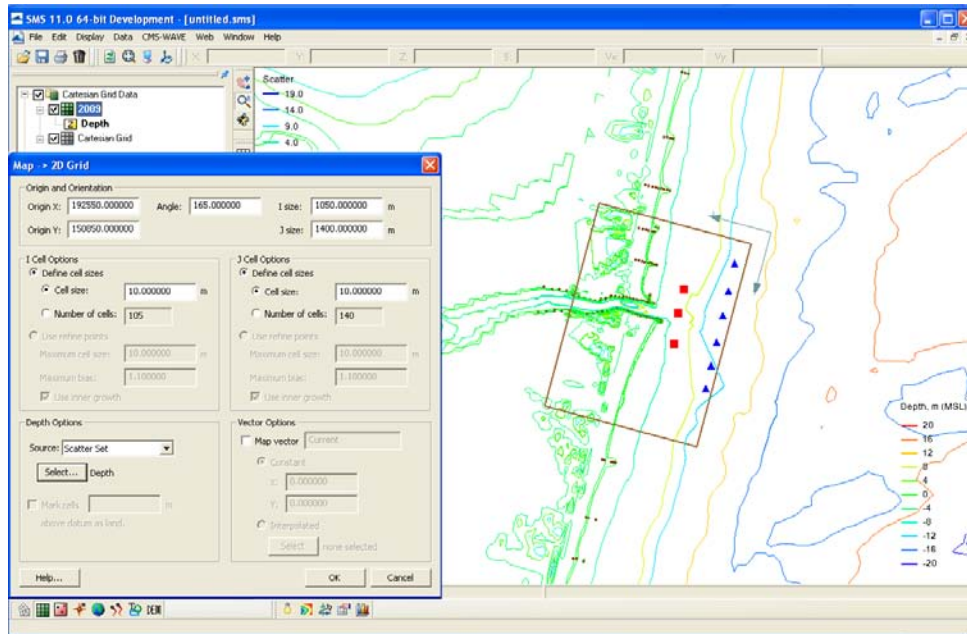 SMS 11.0 64-bit Development - [untitled.sms]
File Edit Display Data CMS-WAVE Web Window Help
X Y Z S Vx Vy
Cartesian Grid Data
2009
Depth
Cartesian Grid
Scatter
19.0
14.0
9.0
4.0
Map -> 2D Grid
Origin and Orientation
Origin X: 192550.000000 Angle: 165.000000 I size: 1050.000000 m
Origin Y: 150850.000000 J size: 1400.000000 m
I Cell Options
Define cell sizes
Cell size: 10.000000 m
Number of cells: 105
Use refine points
Maximum cell size: 10.000000 m
Maximum bias: 1.100000
Use inner growth
J Cell Options
Define cell sizes
Cell size: 10.000000 m
Number of cells: 140
Use refine points
Maximum cell size: 10.000000 m
Maximum bias: 1.100000
Use inner growth
Depth Options
Source: Scatter Set
Select... Depth
Mark cells m
above datum as land.
Vector Options
Map vector Current
Constant
X: 0.000000
Y: 0.000000
Interpolated
Select none selected
Help... OK Cancel
Depth, m (MSL)
20
16
12
8
4
0
-4
-8
-12
-16
-20
DEM